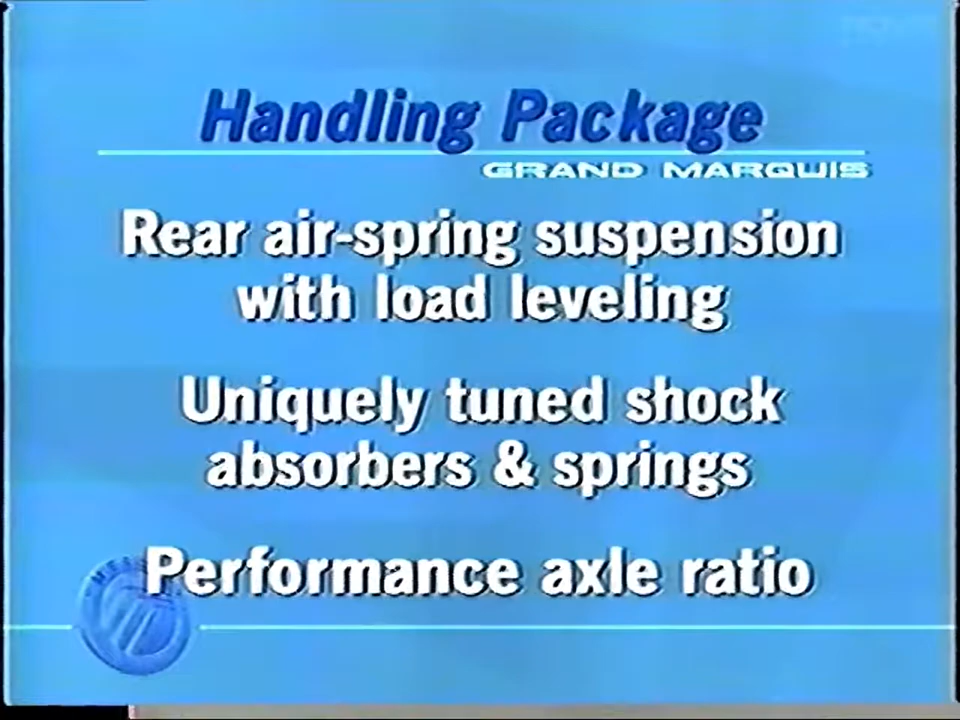 Handling Package
GRAND MARQUIS
Rear air-spring suspension
with load leveling
Uniquely tuned shock
absorbers & springs
Performance axle ratio